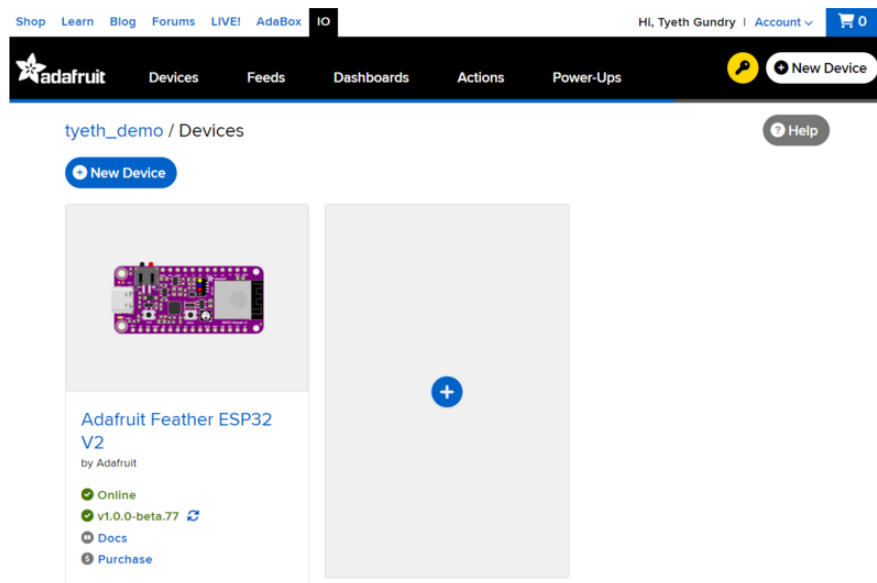 Shop Learn Blog Forums LIVE! AdaBox IO
Hi, Tyeth Gundry | Account 0
adafruit Devices Feeds Dashboards Actions Power-Ups New Device
tyeth_demo / Devices
Help
New Device
Adafruit Feather ESP32
V2
by Adafruit
Online
v1.0.0-beta.77
Docs
Purchase